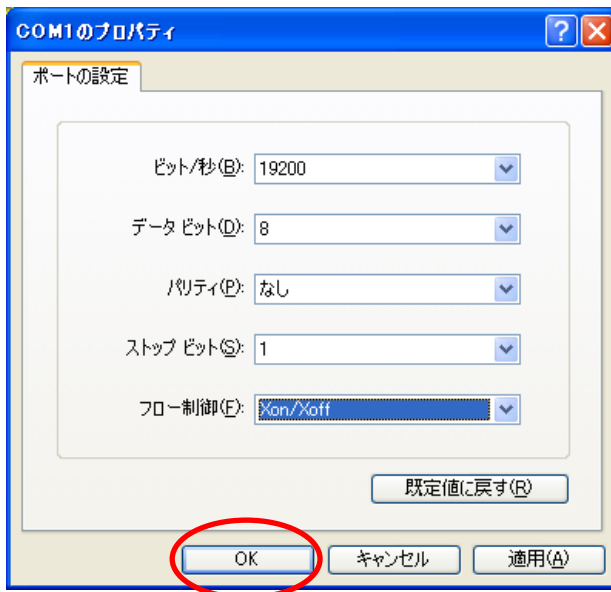 COM1のプロパティ
ポートの設定
ビット/秒(B): 19200
データ ビット(D): 8
パリティ(P): なし
ストップ ビット(S): 1
フロー制御(F): Xon/Xoff
既定値に戻す(R)
OK キャンセル 適用(A)